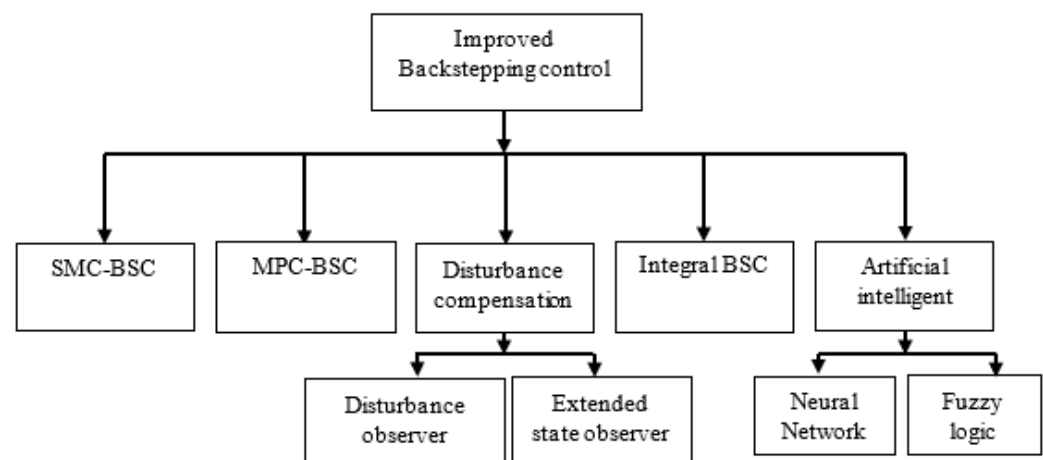 Improved
Backstepping control
SMC-BSC
MPC-BSC
Disturbance
compensation
Integral BSC
Artificial
intelligent
Disturbance
observer
Extended
state observer
Neural
Network
Fuzzy
logic